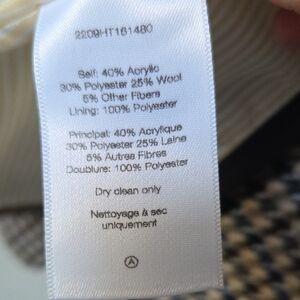 2209HT161480
Self: 40% Acrylic
30% Polyester 25% Wool
5% Other Fibers
Lining: 100% Polyester
Principal: 40% Acryfique
30% Polyester 25% Laine
5% Autres Fibres
Doublure: 100% Polyester
Dry clean only
Nettoyage à sec
uniquement
A